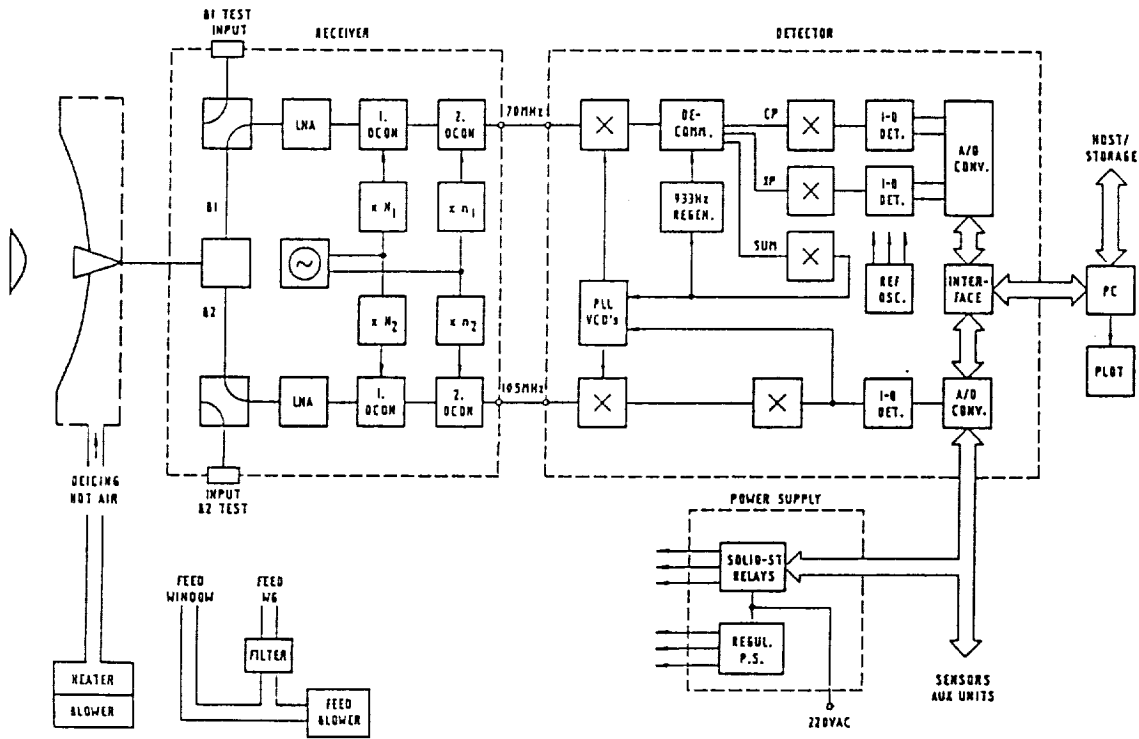 B1 TEST
INPUT
RECEIVER
DETECTOR
LNA
1.
DCON
2.
DCON
70MHz
DE-
COMM.
CP
I-Q
DET.
A/D
CONV.
HOST/
STORAGE
XP
I-Q
DET.
x N1
x n1
933Hz
REGEN.
B1
SUM
REF
OSC.
INTER-
FACE
PC
PLL
VCO's
B2
x N2
x n2
PLOT
LNA
1.
DCON
2.
DCON
195MHz
I-Q
DET.
A/D
CONV.
DEICING
HOT AIR
INPUT
B2 TEST
POWER SUPPLY
SOLID-ST
RELAYS
FEED
WINDOW
FEED
WG
FILTER
REGUL.
P.S.
HEATER
BLOWER
FEED
BLOWER
SENSORS
AUX UNITS
220VAC